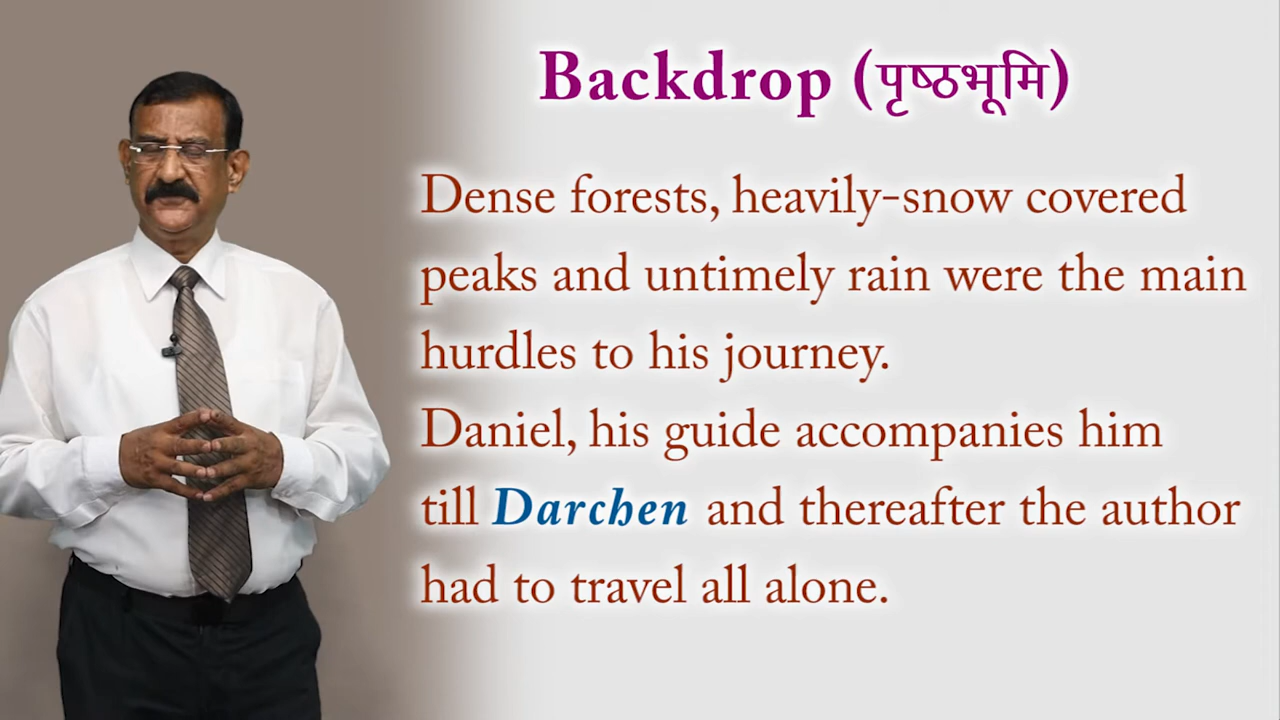 Backdrop (पृष्ठभूमि)
Dense forests, heavily-snow covered
peaks and untimely rain were the main
hurdles to his journey.
Daniel, his guide accompanies him
till Darchen and thereafter the author
had to travel all alone.